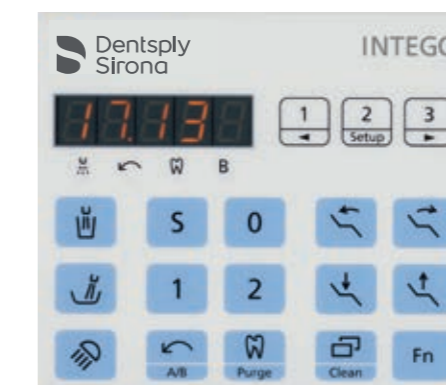 Dentsply
Sirona
INTEGO
17.13
1 2 3
Setup
B
S 0
1 2
A/B Purge Clean Fn